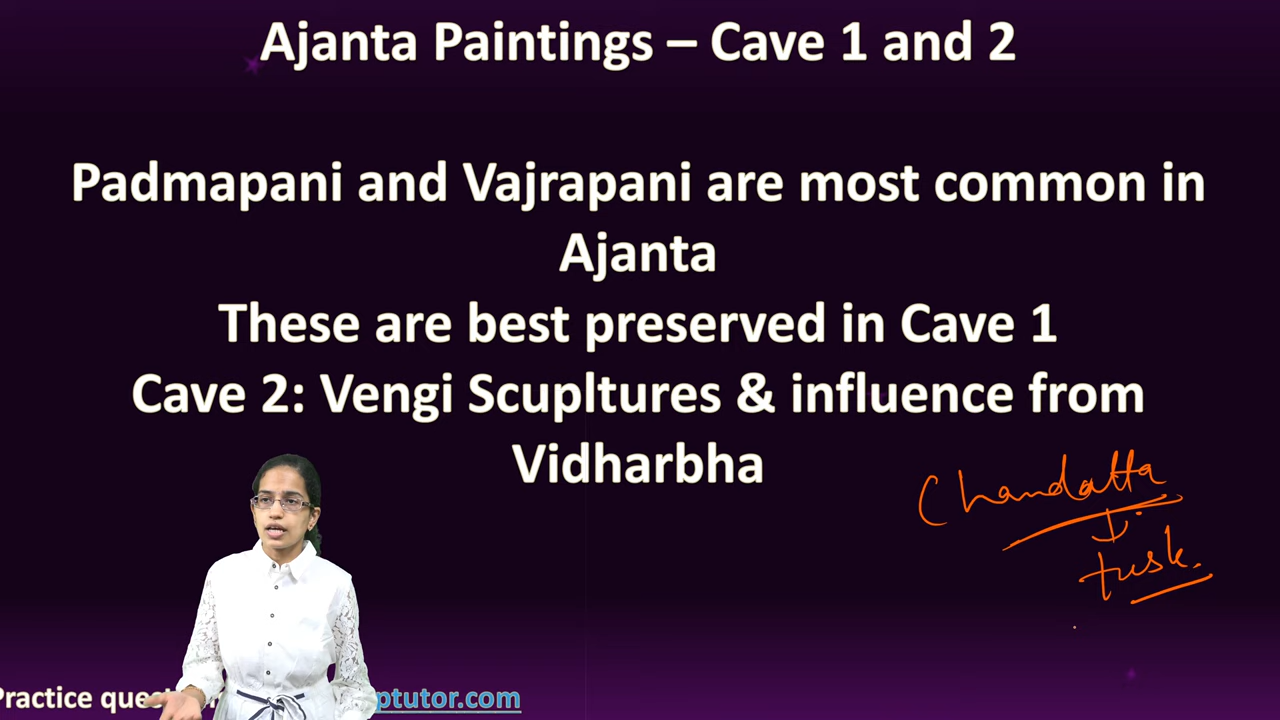 Ajanta Paintings – Cave 1 and 2
Padmapani and Vajrapani are most common in
Ajanta
These are best preserved in Cave 1
Cave 2: Vengi Scupltures & influence from
Vidharbha
Chandatta
tusk.
Practice ptutor.com